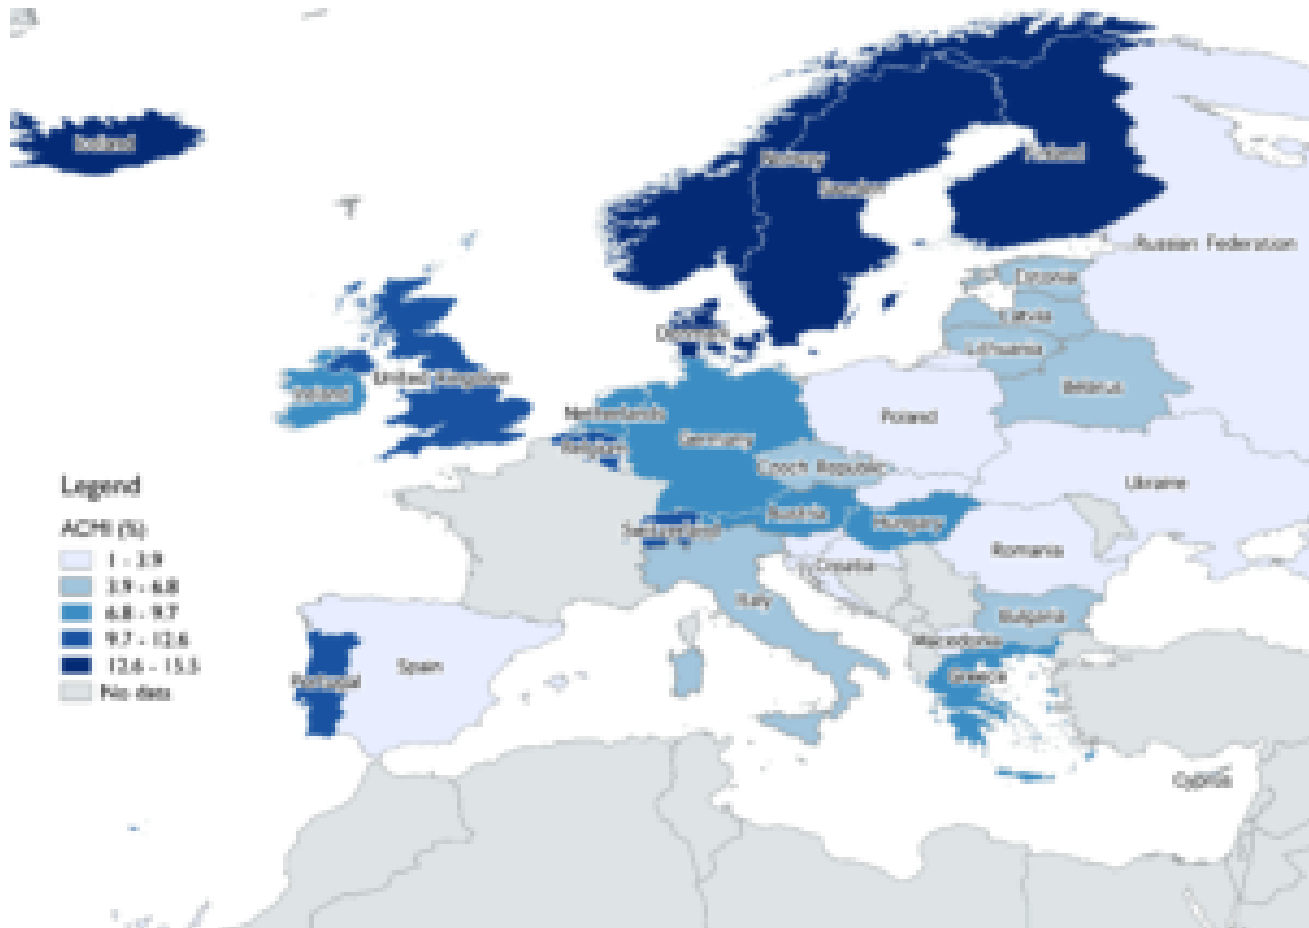 Iceland
Norway
Finland
Sweden
Russian Federation
Estonia
Latvia
Denmark
Lithuania
United Kingdom
Belarus
Ireland
Netherlands
Poland
Germany
Belgium
Czech Republic
Ukraine
Legend
Austria
Hungary
ACMI (%)
Switzerland
1 - 3.9
Romania
Croatia
3.9 - 6.8
Italy
6.8 - 9.7
Bulgaria
9.7 - 12.6
Macedonia
12.6 - 15.5
Spain
Portugal
Greece
No data
Cyprus